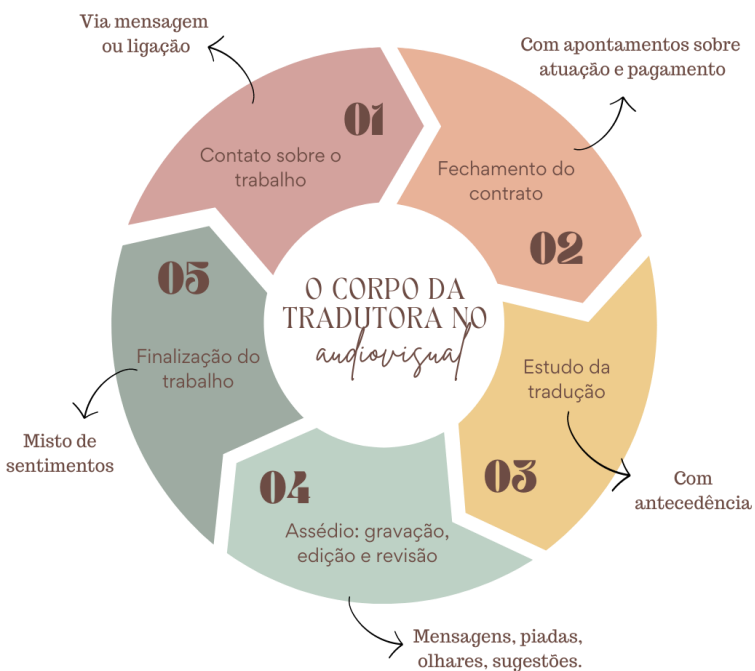 Via mensagem
ou ligação
Com apontamentos sobre
atuação e pagamento
01
Contato sobre o
trabalho
Fechamento do
contrato
02
05
Finalização do
trabalho
O CORPO DA
TRADUTORA NO
audiovisual
Estudo da
tradução
03
Misto de
sentimentos
04
Assédio: gravação,
edição e revisão
Com
antecedência
Mensagens, piadas,
olhares, sugestões.